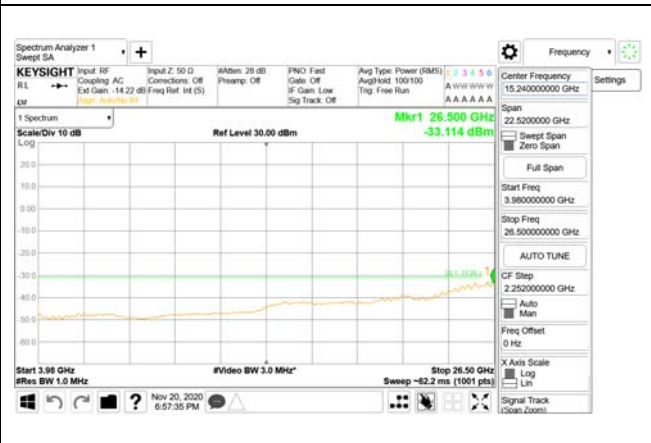 Spectrum Analyzer 1
Swept SA
+
Frequency
KEYSIGHT
Input: RF
Coupling: AC
Ext Gain: -14.22 dB
Align: Auto/No RF
RL
Input Z: 50 Ω
Corrections: Off
Freq Ref: Int (S)
#Atten: 28 dB
Preamp: Off
PNO: Fast
Gate: Off
IF Gain: Low
Sig Track: Off
Avg Type: Power (RMS)
Avg|Hold: 100/100
Trig: Free Run
1 2 3 4 5 6
A W W W W W
A A A A A A
1 Spectrum
Scale/Div 10 dB
Ref Level 30.00 dBm
Mkr1 26.500 GHz
-33.114 dBm
Log
20.0
10.0
0.00
-10.0
-20.0
-30.0
-40.0
-50.0
-60.0
1
Start 3.98 GHz
#Video BW 3.0 MHz*
Stop 26.50 GHz
#Res BW 1.0 MHz
Sweep ~62.2 ms (1001 pts)
Nov 20, 2020
6:57:35 PM
Center Frequency
15.240000000 GHz
Settings
Span
22.5200000 GHz
Swept Span
Zero Span
Full Span
Start Freq
3.980000000 GHz
Stop Freq
26.500000000 GHz
AUTO TUNE
CF Step
2.252000000 GHz
Auto
Man
Freq Offset
0 Hz
X Axis Scale
Log
Lin
Signal Track
(Span Zoom)